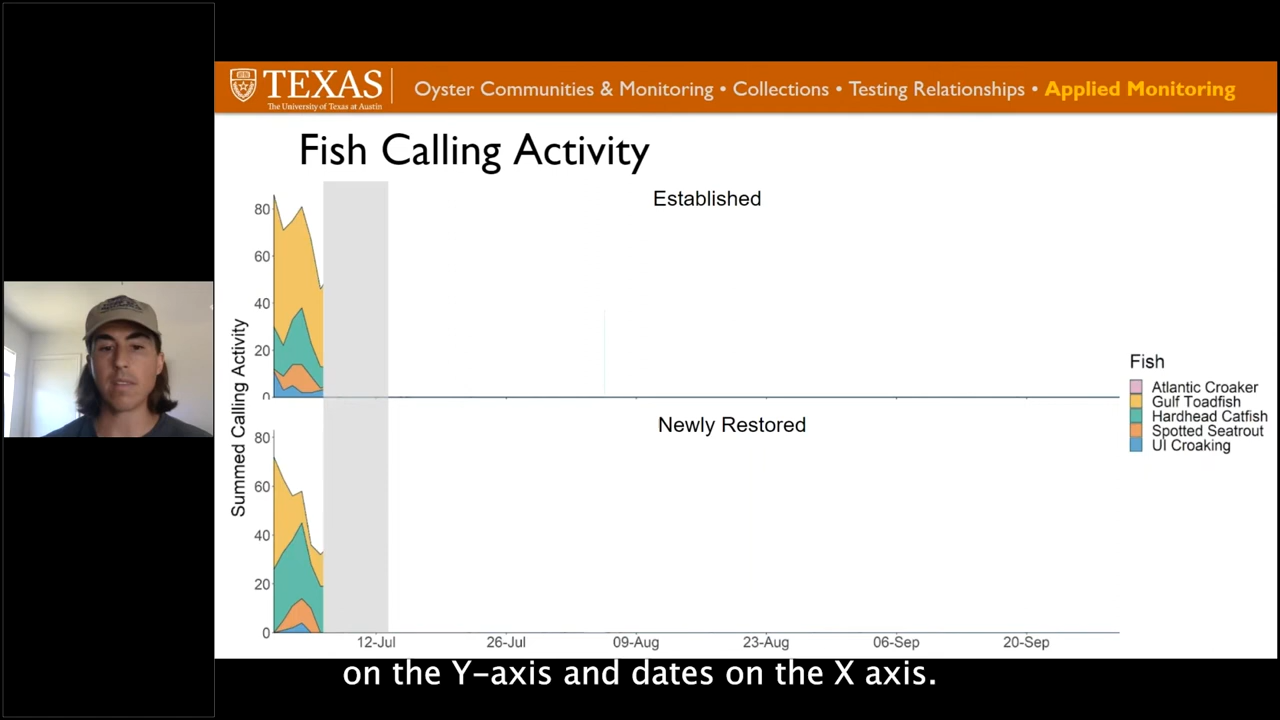 TEXAS
The University of Texas at Austin
Oyster Communities & Monitoring • Collections • Testing Relationships • Applied Monitoring
Fish Calling Activity
Established
80
60
40
20
0
Summed Calling Activity
Newly Restored
80
60
40
20
0
12-Jul
26-Jul
09-Aug
23-Aug
06-Sep
20-Sep
Fish
Atlantic Croaker
Gulf Toadfish
Hardhead Catfish
Spotted Seatrout
UI Croaking
on the Y-axis and dates on the X axis.